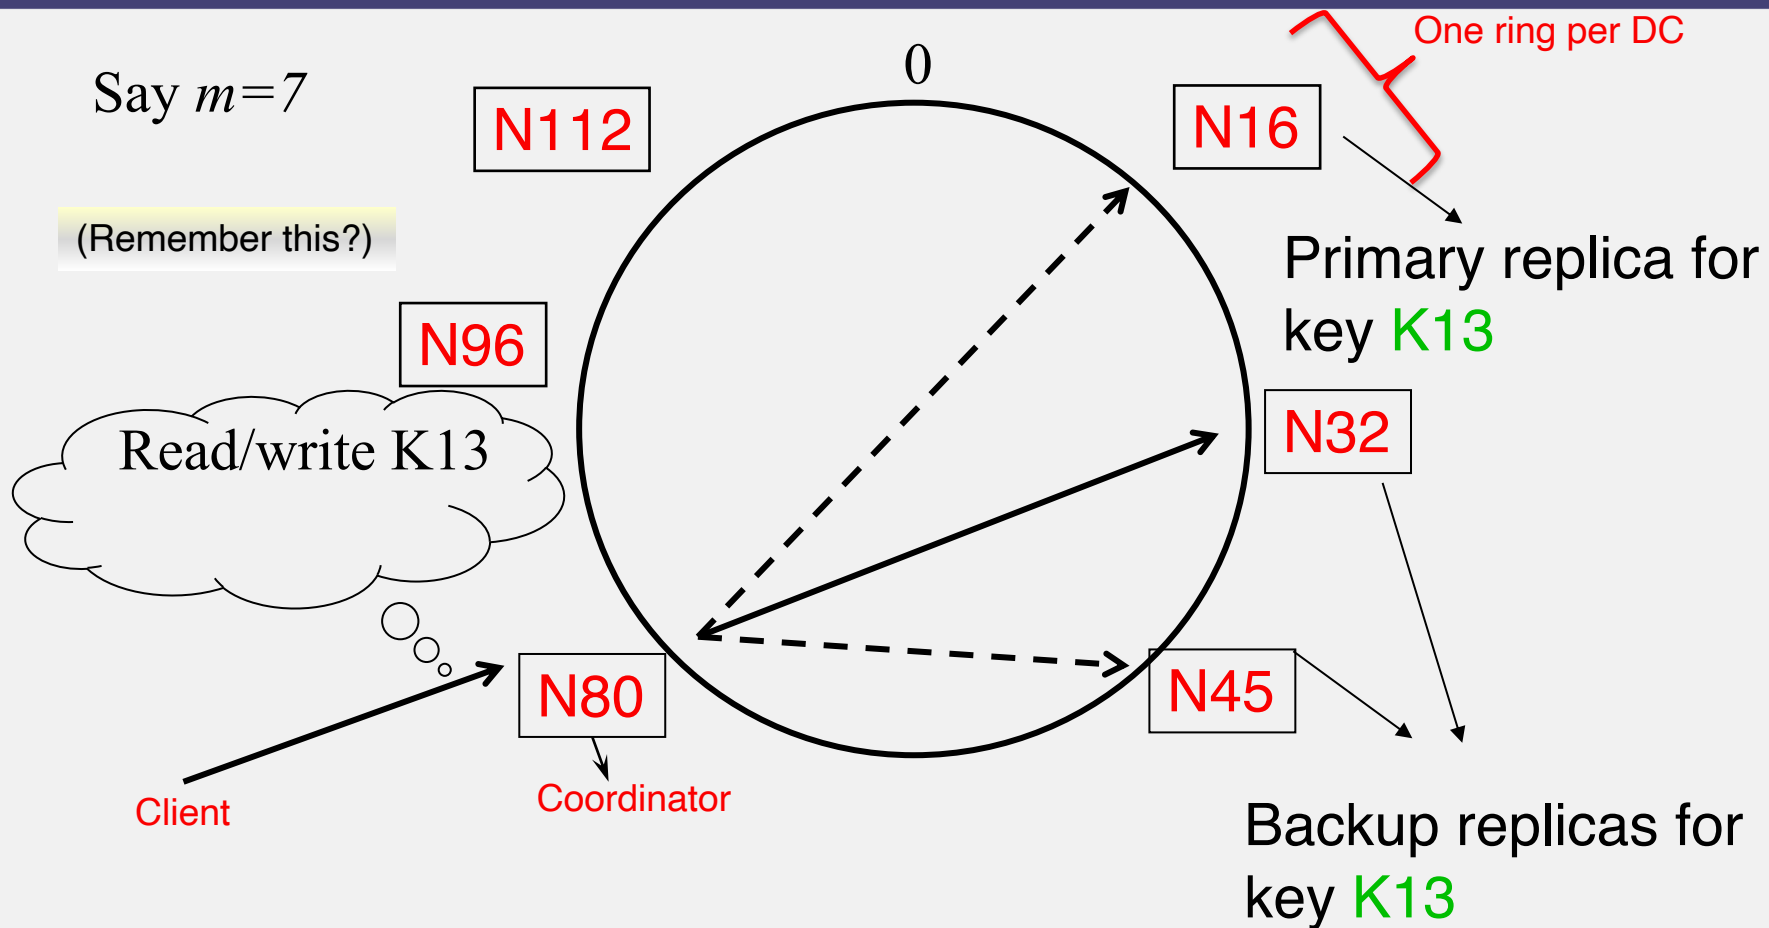 One ring per DC
0
Say m=7
N112
N16
(Remember this?)
Primary replica for
key K13
N96
N32
Read/write K13
N80
N45
Client
Coordinator
Backup replicas for
key K13